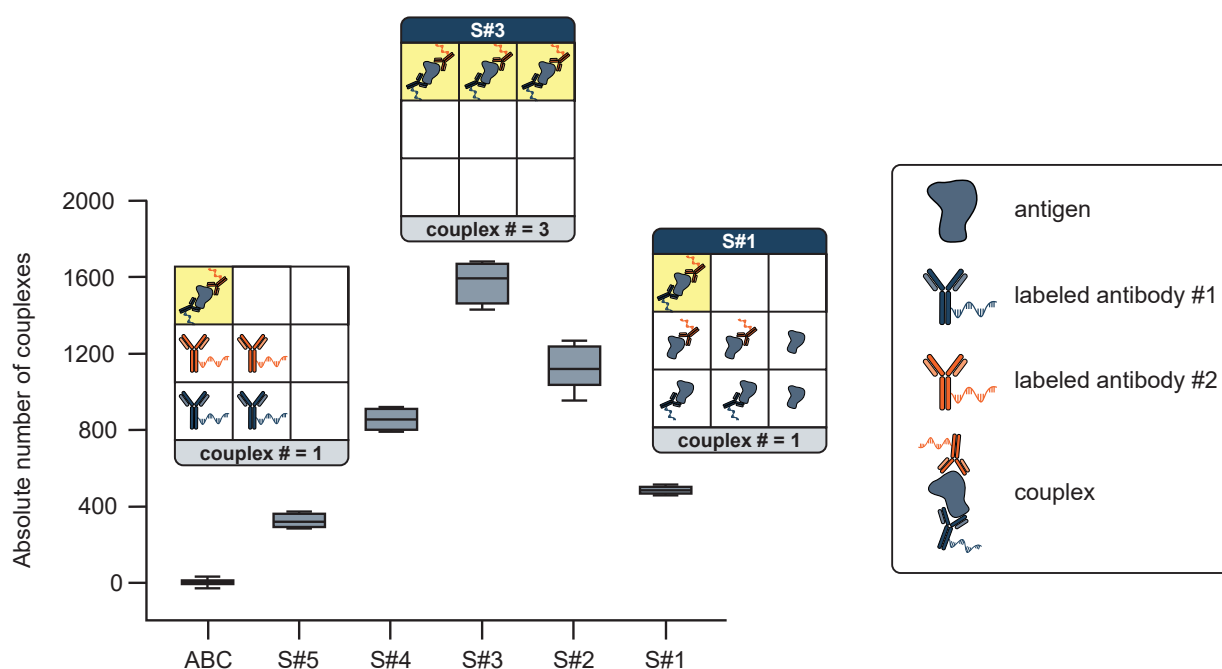 S#3
couplex # = 3
S#1
couplex # = 1
couplex # = 1
Absolute number of couplexes
2000
1600
1200
800
400
0
ABC
S#5
S#4
S#3
S#2
S#1
antigen
labeled antibody #1
labeled antibody #2
couplex